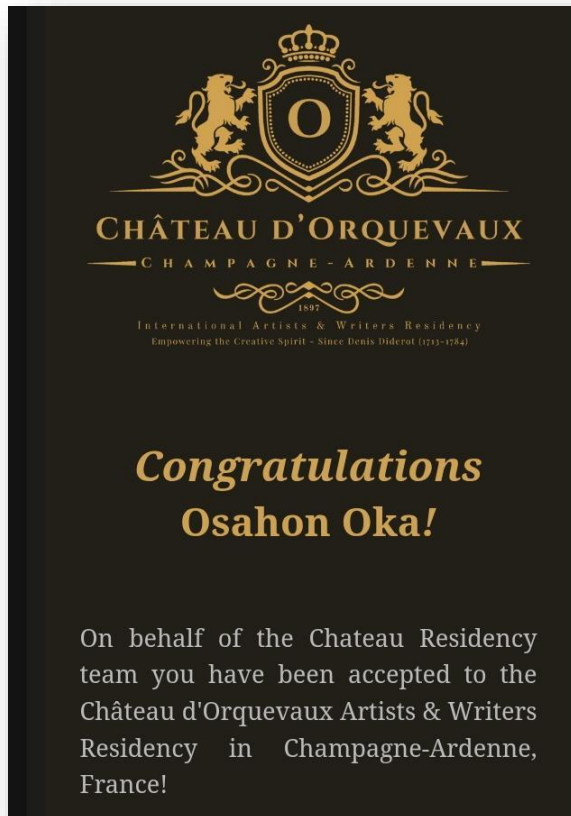 O
CHÂTEAU D'ORQUEVAUX
CHAMPAGNE-ARDENNE
1897
International Artists & Writers Residency
Empowering the Creative Spirit - Since Denis Diderot (1713-1784)
Congratulations
Osahon Oka!
On behalf of the Chateau Residency
team you have been accepted to the
Château d'Orquevaux Artists & Writers
Residency in Champagne-Ardenne,
France!